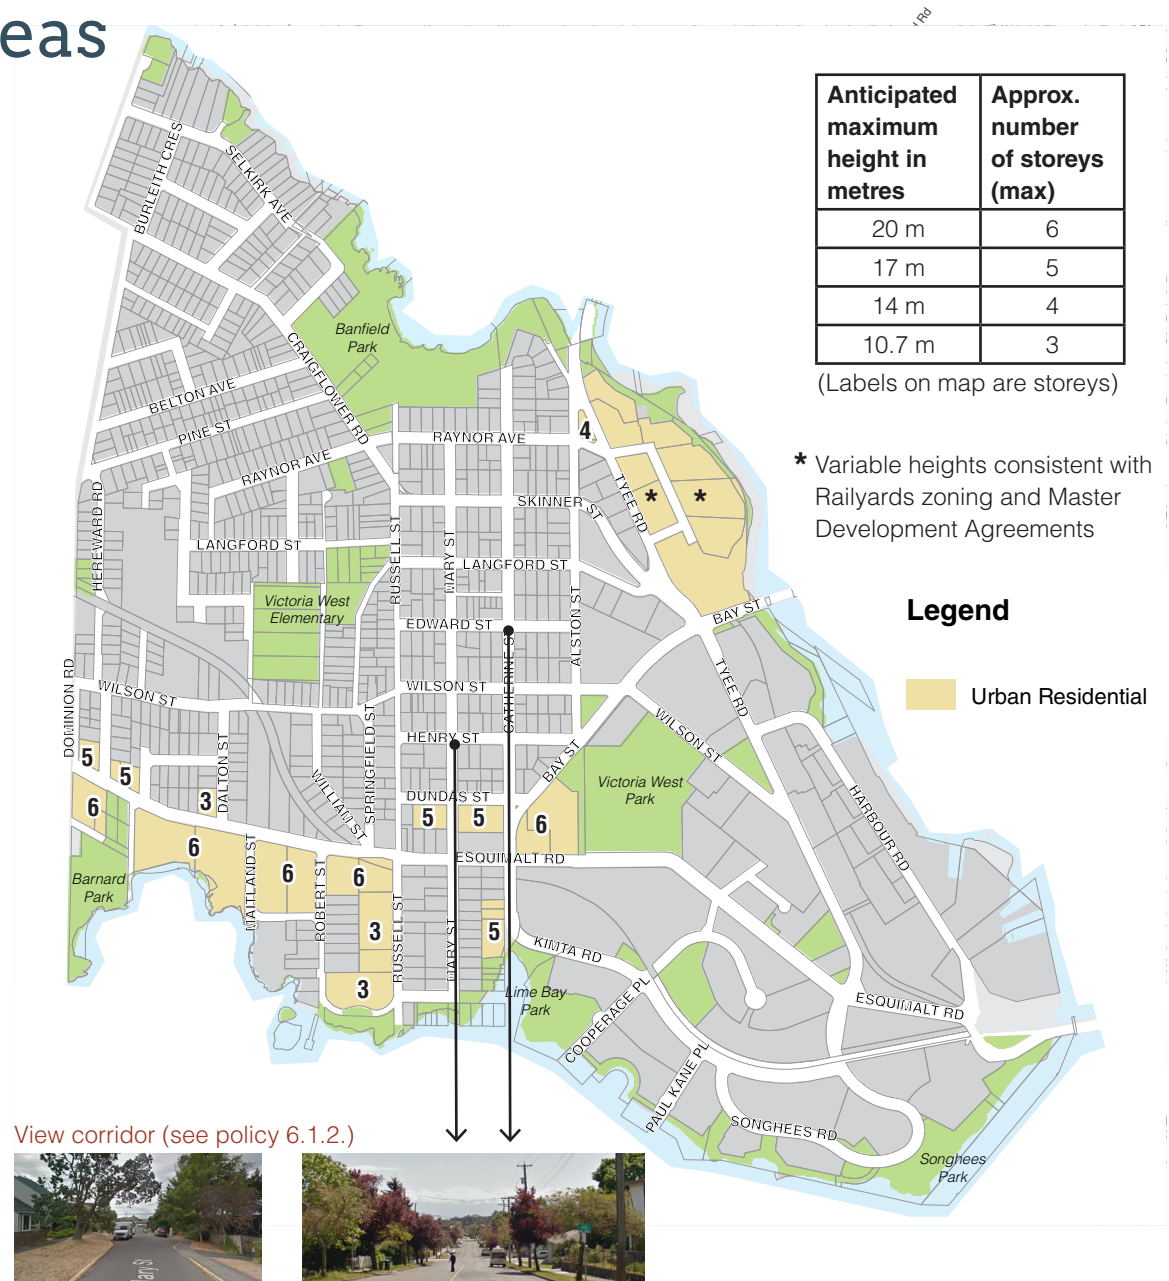 eas
Rd
Anticipated maximum height in metres
Approx. number of storeys (max)
20 m 6
17 m 5
14 m 4
10.7 m 3
(Labels on map are storeys)
* Variable heights consistent with
Railyards zoning and Master
Development Agreements
Legend
Urban Residential
BURLEITH CRES
SELKIRK AVE
Banfield
Park
CRAIGFLOWER RD
BELTON AVE
PINE ST
RAYNOR AVE
RAYNOR AVE
4
SKINNER ST
TYEE RD
*
*
HEREWARD RD
LANGFORD ST
RUSSELL ST
MARY ST
LANGFORD ST
Victoria West
Elementary
EDWARD ST
CATHERINE ST
ALSTON ST
BAY ST
DOMINION RD
WILSON ST
WILSON ST
WILSON ST
TYEE RD
SPRINGFIELD ST
HENRY ST
BAY ST
DALTON ST
WILLIAM ST
Victoria West
Park
HARBOUR RD
5
5
6
3
DUNDAS ST
5
5
6
6
ESQUIMALT RD
Barnard
Park
MAITLAND ST
6
ROBERT ST
6
3
RUSSELL ST
MARY ST
5
3
KIMTA RD
Lime Bay
Park
COOPERAGE PL
ESQUIMALT RD
PAUL KANE PL
SONGHEES RD
Songhees
Park
View corridor (see policy 6.1.2.)
ary St